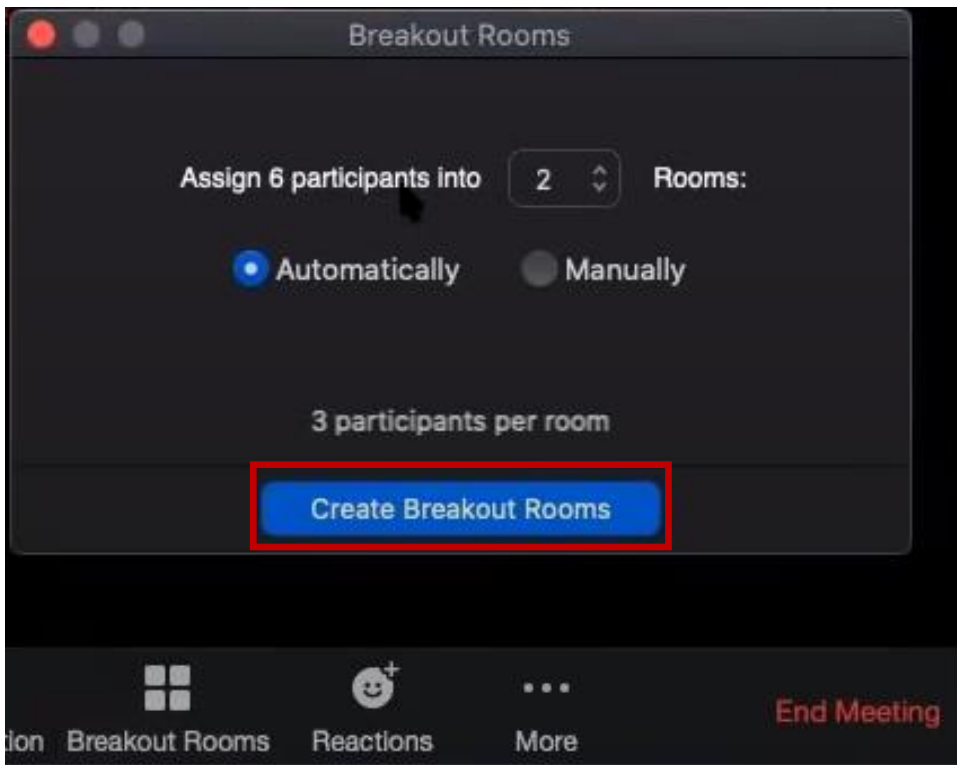 Breakout Rooms
Assign 6 participants into 2 Rooms:
Automatically Manually
3 participants per room
Create Breakout Rooms
End Meeting
Breakout Rooms Reactions More